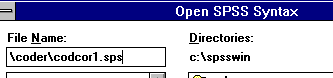 Open SPSS Syntax
File Name:
Directories:
\coder\codcor1.sps
c:\spsswin